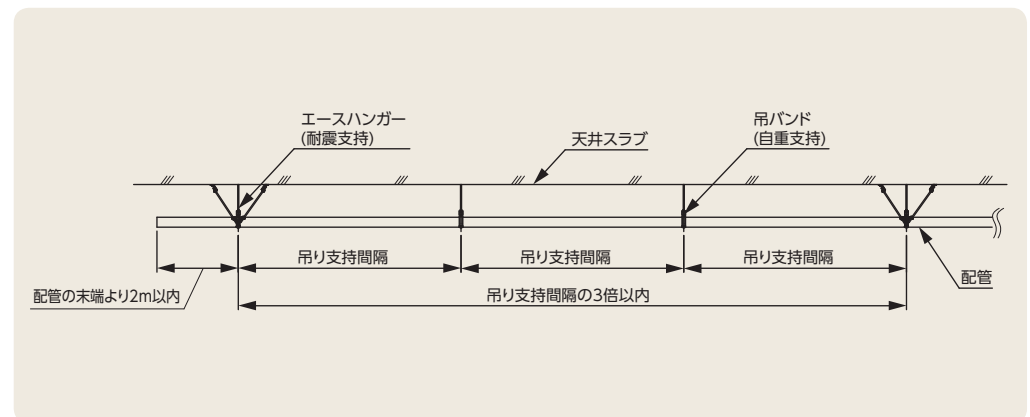 エースハンガー
(耐震支持)
天井スラブ
吊バンド
(自重支持)
吊り支持間隔
吊り支持間隔
吊り支持間隔
配管の末端より2m以内
吊り支持間隔の3倍以内
配管